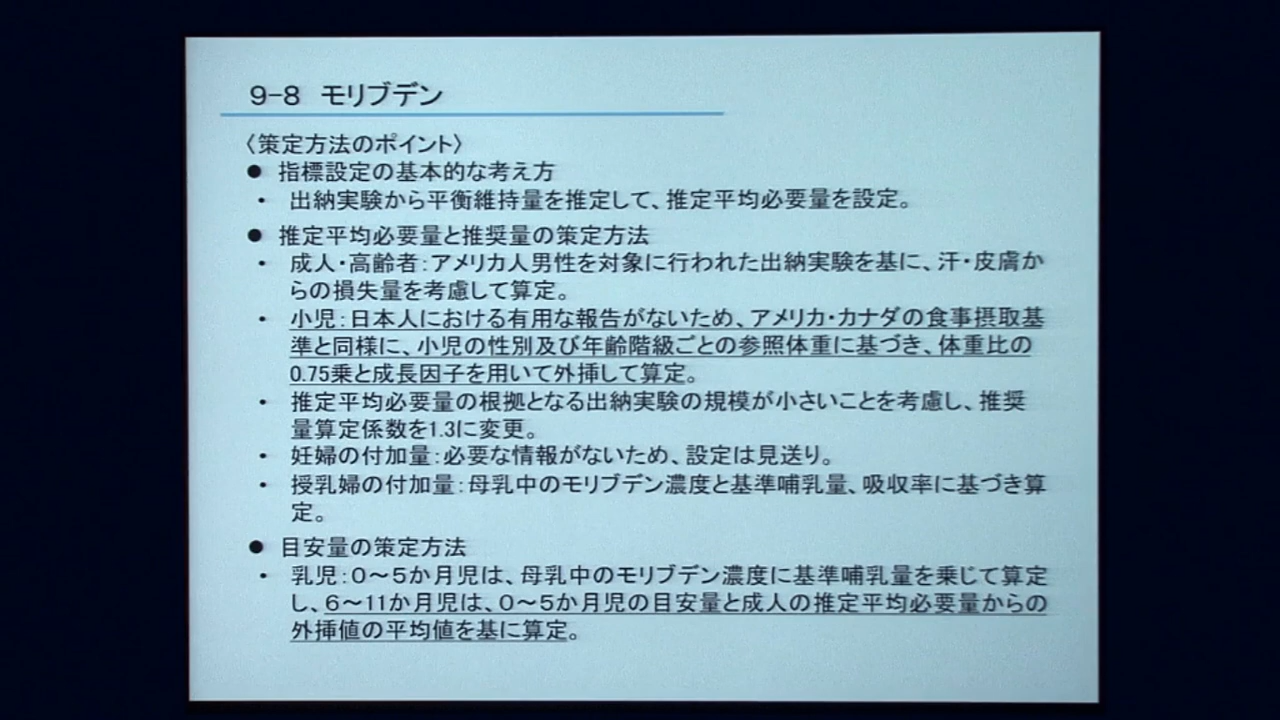 9-8 モリブデン
〈策定方法のポイント〉
● 指標設定の基本的な考え方
・ 出納実験から平衡維持量を推定して、推定平均必要量を設定。
● 推定平均必要量と推奨量の策定方法
・ 成人・高齢者：アメリカ人男性を対象に行われた出納実験を基に、汗・皮膚か
らの損失量を考慮して算定。
・ 小児：日本人における有用な報告がないため、アメリカ・カナダの食事摂取基
準と同様に、小児の性別及び年齢階級ごとの参照体重に基づき、体重比の
0.75乗と成長因子を用いて外挿して算定。
・ 推定平均必要量の根拠となる出納実験の規模が小さいことを考慮し、推奨
量算定係数を1.3に変更。
・ 妊婦の付加量：必要な情報がないため、設定は見送り。
・ 授乳婦の付加量：母乳中のモリブデン濃度と基準哺乳量、吸収率に基づき算
定。
● 目安量の策定方法
・ 乳児：０～５か月児は、母乳中のモリブデン濃度に基準哺乳量を乗じて算定
し、６～11か月児は、０～５か月児の目安量と成人の推定平均必要量からの
外挿値の平均値を基に算定。